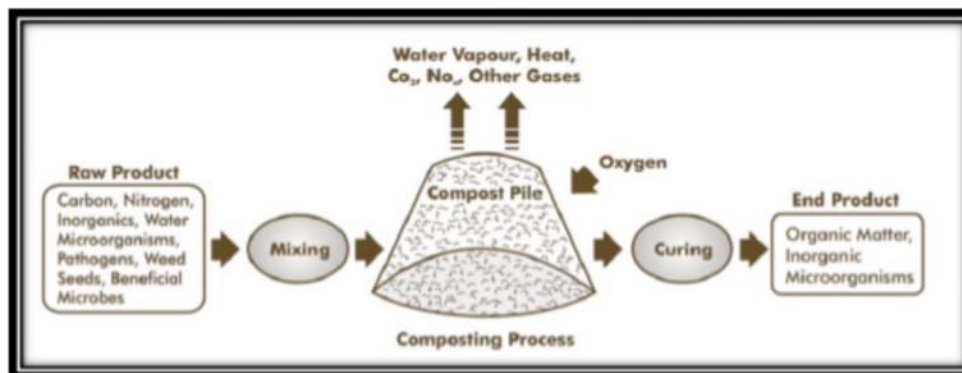 Water Vapour, Heat,
Co₂, Noₓ, Other Gases
Oxygen
Raw Product
Carbon, Nitrogen,
Inorganics, Water
Microorganisms,
Pathogens, Weed
Seeds, Beneficial
Microbes
Mixing
Compost Pile
Curing
End Product
Organic Matter,
Inorganic
Microorganisms
Composting Process